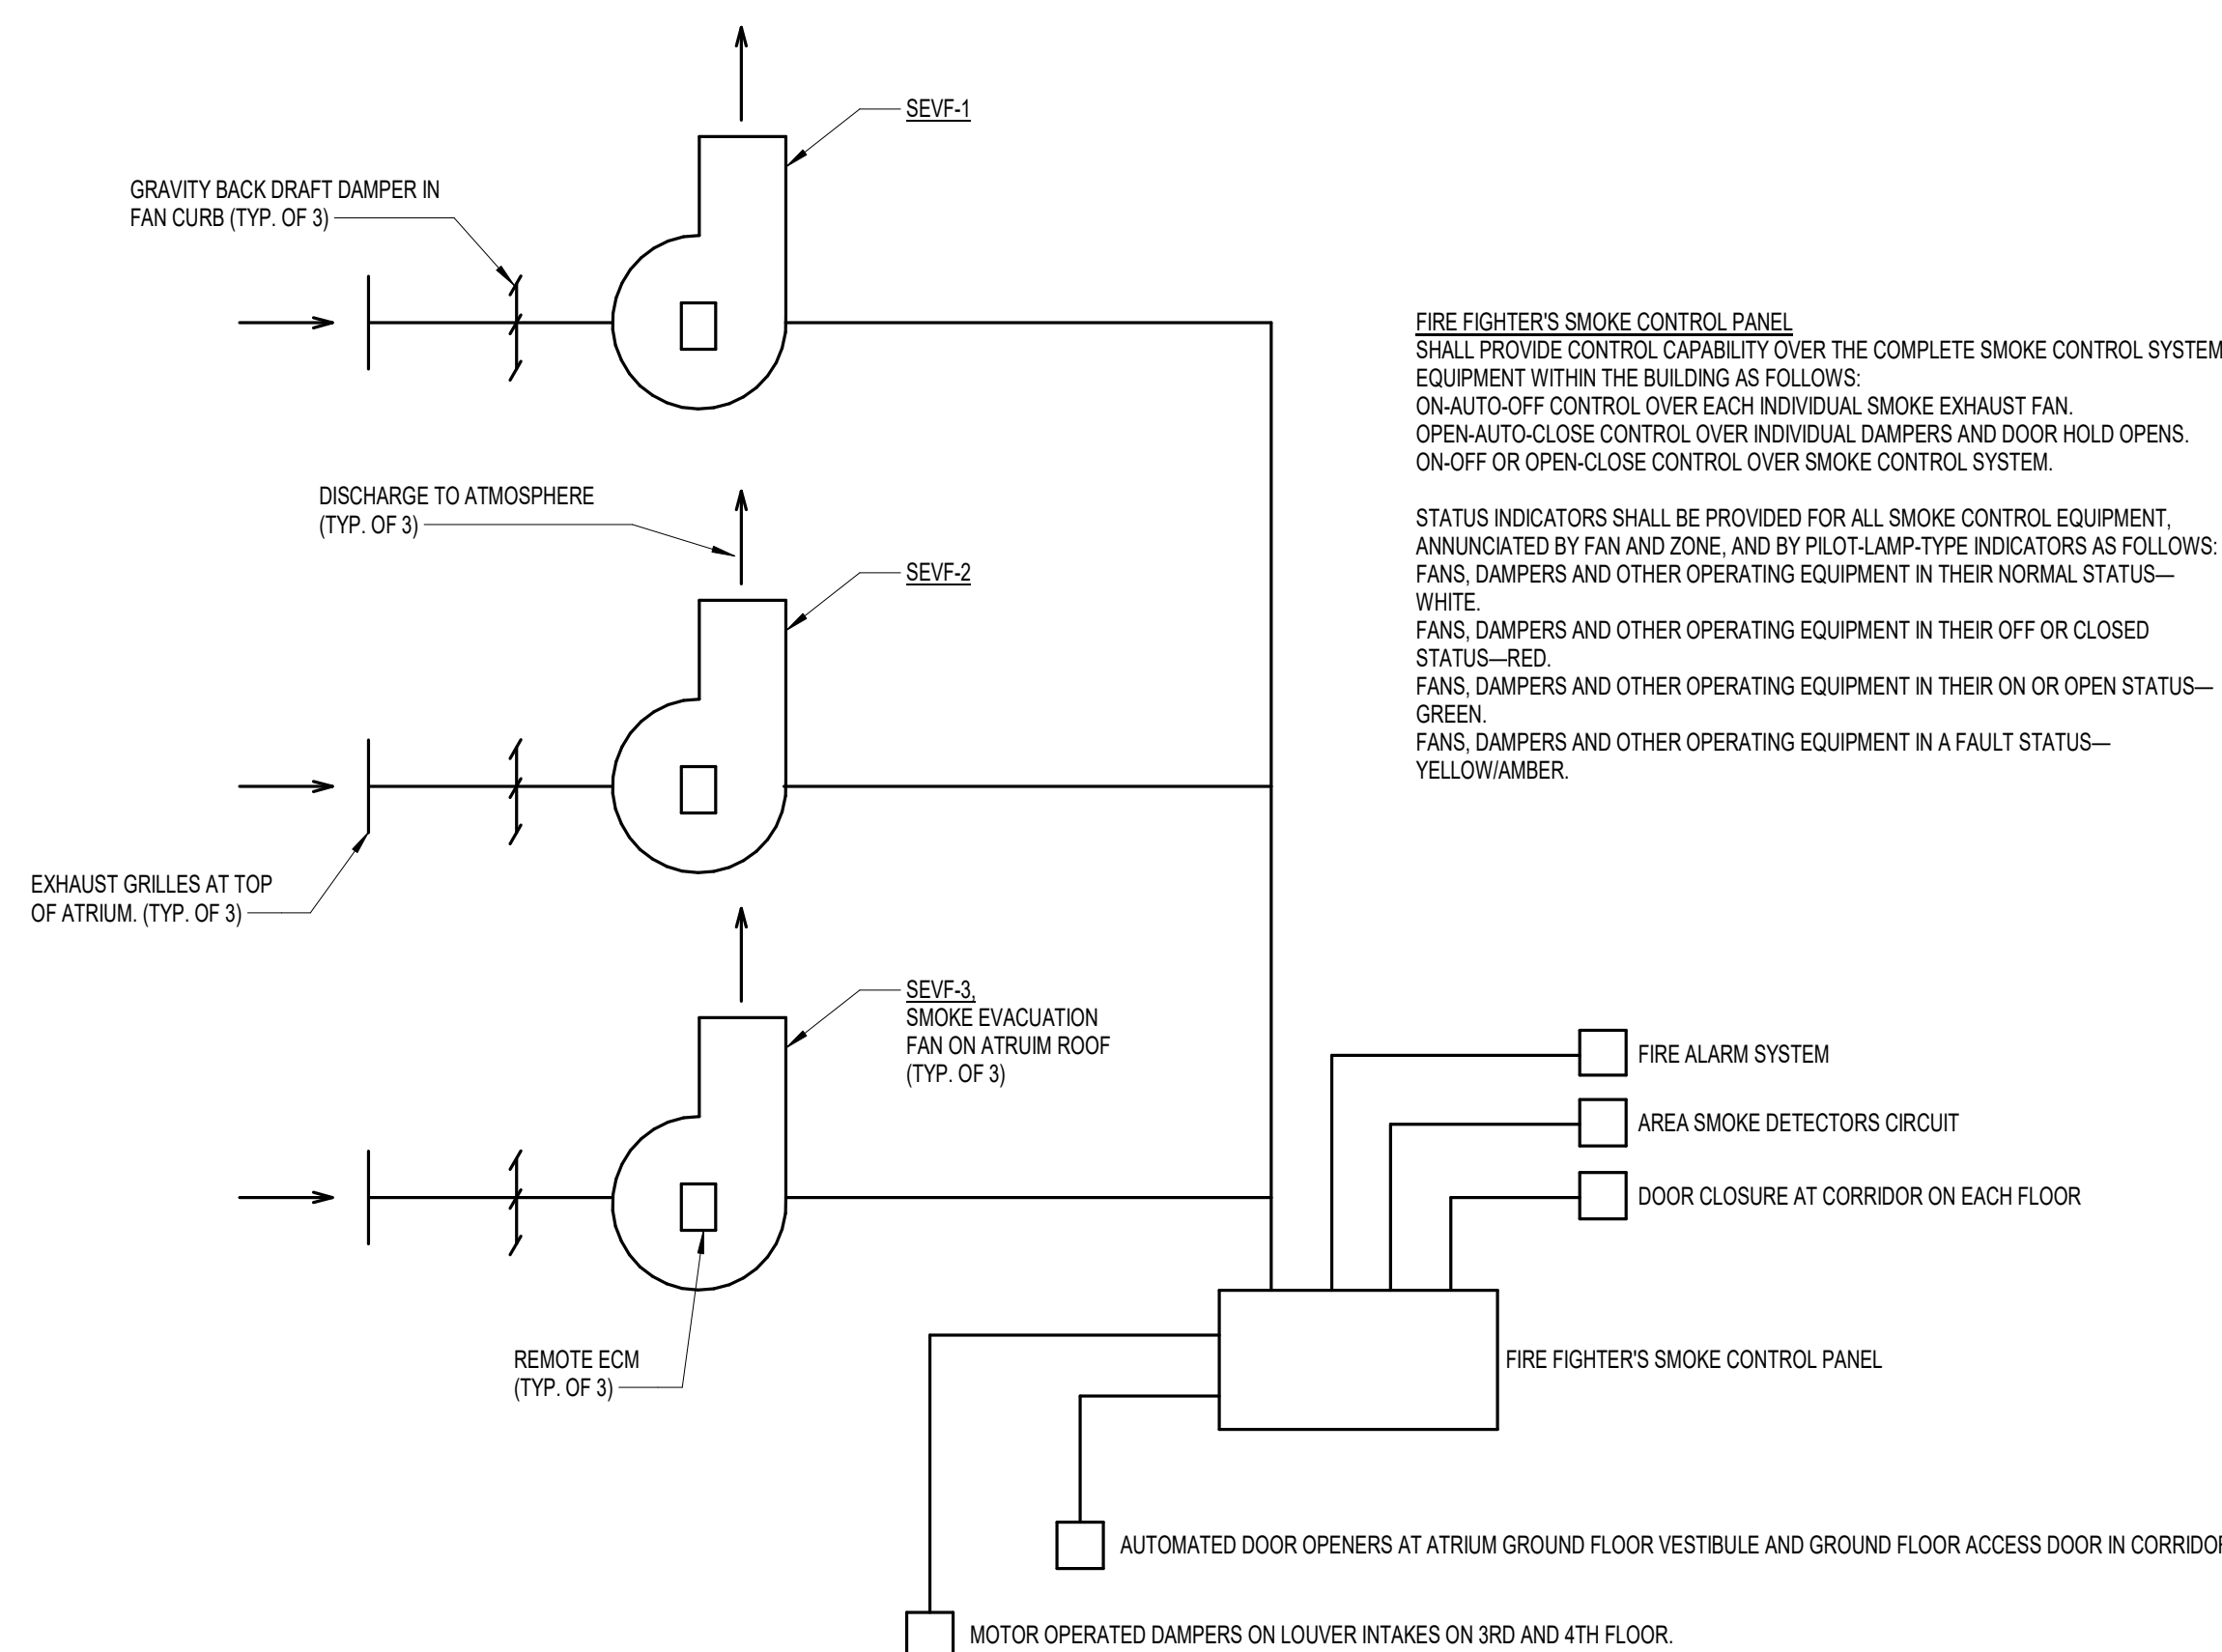 SEVF-1
GRAVITY BACK DRAFT DAMPER IN
FAN CURB (TYP. OF 3)
FIRE FIGHTER'S SMOKE CONTROL PANEL
SHALL PROVIDE CONTROL CAPABILITY OVER THE COMPLETE SMOKE CONTROL SYSTEM
EQUIPMENT WITHIN THE BUILDING AS FOLLOWS:
ON-AUTO-OFF CONTROL OVER EACH INDIVIDUAL SMOKE EXHAUST FAN.
OPEN-AUTO-CLOSE CONTROL OVER INDIVIDUAL DAMPERS AND DOOR HOLD OPENS.
ON-OFF OR OPEN-CLOSE CONTROL OVER SMOKE CONTROL SYSTEM.
STATUS INDICATORS SHALL BE PROVIDED FOR ALL SMOKE CONTROL EQUIPMENT,
ANNUNCIATED BY FAN AND ZONE, AND BY PILOT-LAMP-TYPE INDICATORS AS FOLLOWS:
FANS, DAMPERS AND OTHER OPERATING EQUIPMENT IN THEIR NORMAL STATUS—
WHITE.
FANS, DAMPERS AND OTHER OPERATING EQUIPMENT IN THEIR OFF OR CLOSED
STATUS—RED.
FANS, DAMPERS AND OTHER OPERATING EQUIPMENT IN THEIR ON OR OPEN STATUS—
GREEN.
FANS, DAMPERS AND OTHER OPERATING EQUIPMENT IN A FAULT STATUS—
YELLOW/AMBER.
DISCHARGE TO ATMOSPHERE
(TYP. OF 3)
SEVF-2
EXHAUST GRILLES AT TOP
OF ATRIUM. (TYP. OF 3)
SEVF-3,
SMOKE EVACUATION
FAN ON ATRUIM ROOF
(TYP. OF 3)
FIRE ALARM SYSTEM
AREA SMOKE DETECTORS CIRCUIT
DOOR CLOSURE AT CORRIDOR ON EACH FLOOR
REMOTE ECM
(TYP. OF 3)
FIRE FIGHTER'S SMOKE CONTROL PANEL
AUTOMATED DOOR OPENERS AT ATRIUM GROUND FLOOR VESTIBULE AND GROUND FLOOR ACCESS DOOR IN CORRIDOR
MOTOR OPERATED DAMPERS ON LOUVER INTAKES ON 3RD AND 4TH FLOOR.